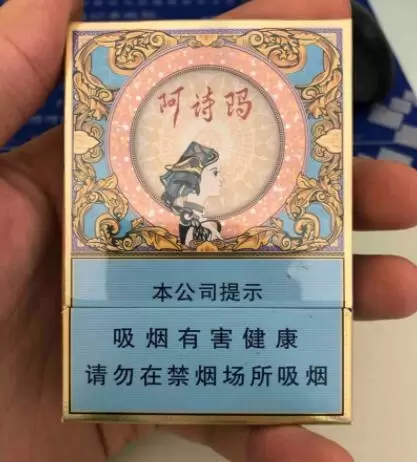 阿诗玛
本公司提示
吸烟有害健康
请勿在禁烟场所吸烟